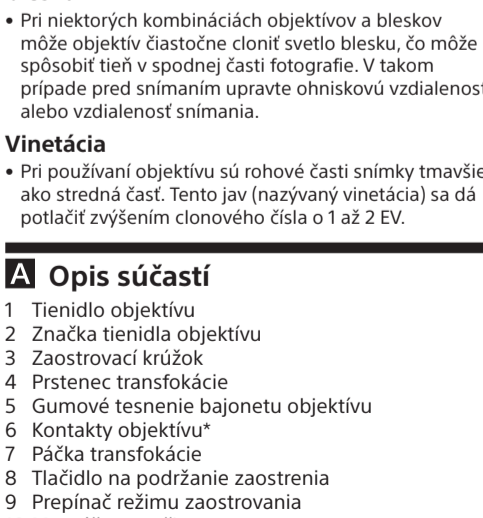 • Pri niektorých kombináciách objektívov a bleskov
môže objektív čiastočne cloniť svetlo blesku, čo môže
spôsobiť tieň v spodnej časti fotografie. V takom
prípade pred snímaním upravte ohniskovú vzdialenosť
alebo vzdialenosť snímania.
Vinetácia
• Pri používaní objektívu sú rohové časti snímky tmavšie
ako stredná časť. Tento jav (nazývaný vinetácia) sa dá
potlačiť zvýšením clonového čísla o 1 až 2 EV.
A Opis súčastí
1 Tienidlo objektívu
2 Značka tienidla objektívu
3 Zaostrovací krúžok
4 Prstenec transfokácie
5 Gumové tesnenie bajonetu objektívu
6 Kontakty objektívu*
7 Páčka transfokácie
8 Tlačidlo na podržanie zaostrenia
9 Prepínač režimu zaostrovania